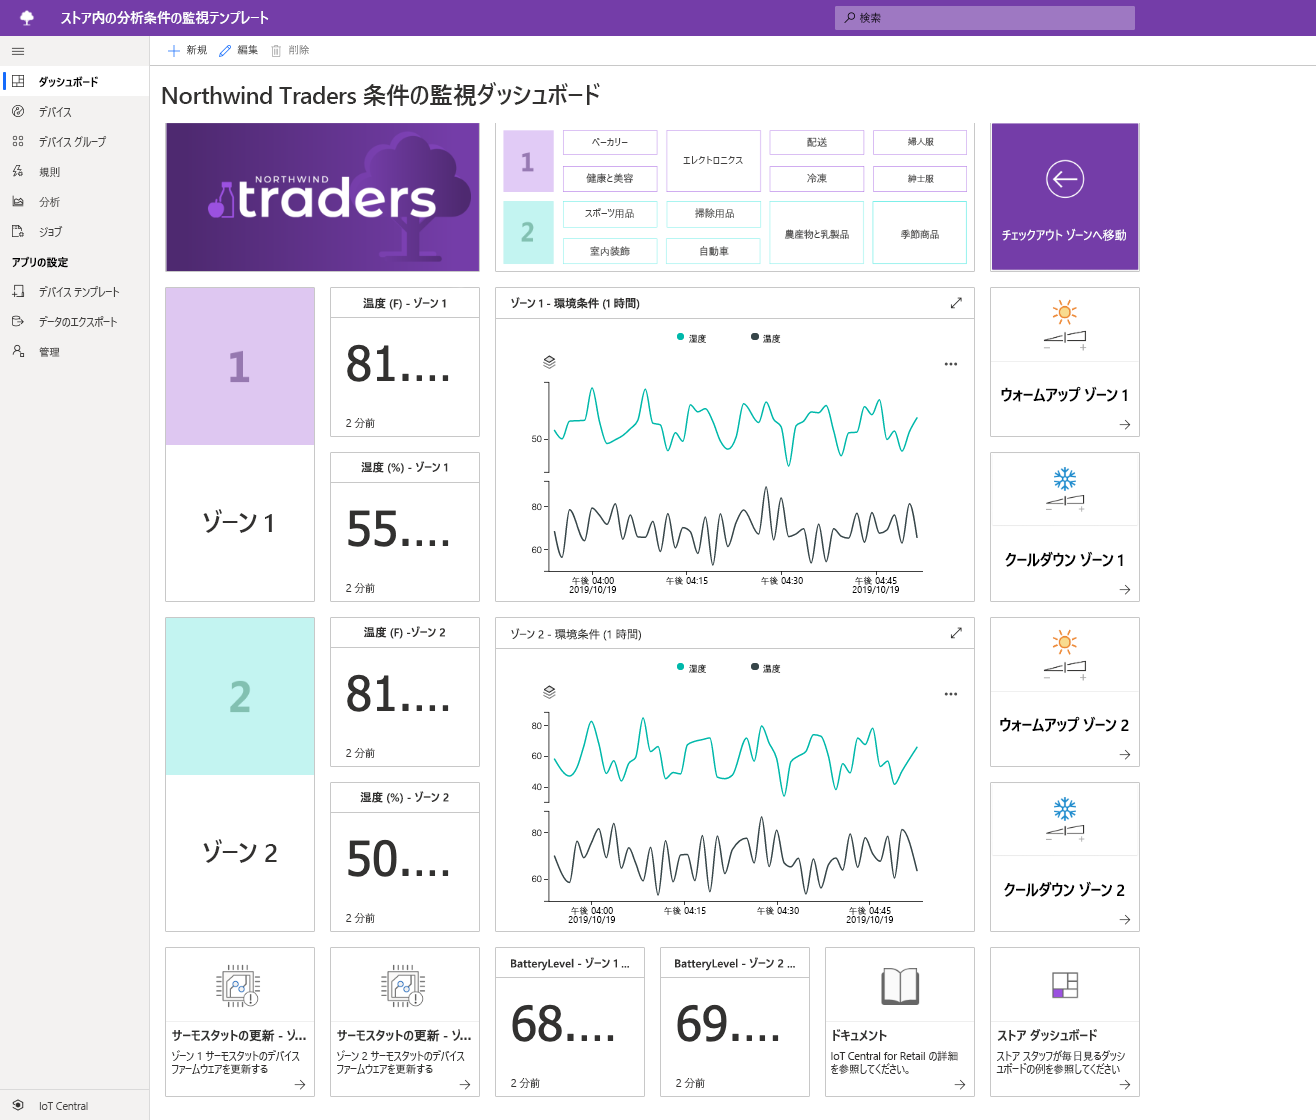 ストア内の分析条件の監視テンプレート
検索
新規 編集 削除
ダッシュボード
デバイス
デバイス グループ
規則
分析
ジョブ
アプリの設定
デバイス テンプレート
データのエクスポート
管理
IoT Central
Northwind Traders 条件の監視ダッシュボード
NORTHWIND
traders
1
ベーカリー
エレクトロニクス
配送
婦人服
健康と美容
冷凍
紳士服
2
スポーツ用品
掃除用品
農産物と乳製品
季節商品
室内装飾
自動車
チェックアウト ゾーンへ移動
1
ゾーン 1
温度 (F) - ゾーン 1
81....
2 分前
湿度 (%) - ゾーン 1
55....
2 分前
ゾーン 1 - 環境条件 (1 時間)
湿度 温度
50
80
60
午後 04:00 午後 04:15 午後 04:30 午後 04:45
2019/10/19 2019/10/19
ウォームアップ ゾーン 1
クールダウン ゾーン 1
2
ゾーン 2
温度 (F) -ゾーン 2
81....
2 分前
湿度 (%) - ゾーン 2
50....
2 分前
ゾーン 2 - 環境条件 (1 時間)
湿度 温度
80
60
40
80
60
午後 04:00 午後 04:15 午後 04:30 午後 04:45
2019/10/19 2019/10/19
ウォームアップ ゾーン 2
クールダウン ゾーン 2
サーモスタットの更新 - ゾ...
ゾーン 1 サーモスタットのデバイス
ファームウェアを更新する
サーモスタットの更新 - ゾ...
ゾーン 2 サーモスタットのデバイス
ファームウェアを更新する
BatteryLevel - ゾーン 1 ...
68....
2 分前
BatteryLevel - ゾーン 2 ...
69....
2 分前
ドキュメント
IoT Central for Retail の詳細
を参照してください。
ストア ダッシュボード
ストア スタッフが毎日見るダッシ
ュボードの例を参照してください